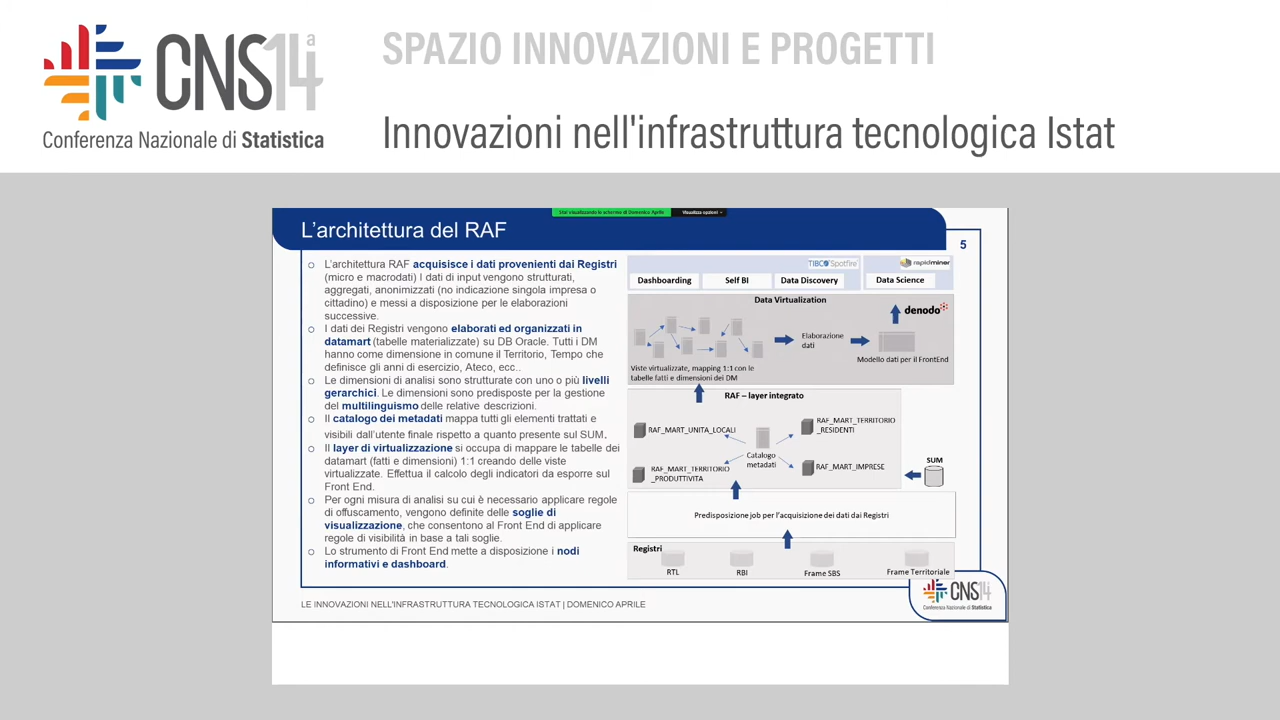 CNS14ª
Conferenza Nazionale di Statistica
SPAZIO INNOVAZIONI E PROGETTI
Innovazioni nell'infrastruttura tecnologica Istat
Stai visualizzando lo schermo di Domenico Aprile
Visualizza opzioni
L'architettura del RAF
5
L'architettura RAF acquisisce i dati provenienti dai Registri
(micro e macrodati) I dati di input vengono strutturati,
aggregati, anonimizzati (no indicazione singola impresa o
cittadino) e messi a disposizione per le elaborazioni
successive.
I dati dei Registri vengono elaborati ed organizzati in
datamart (tabelle materializzate) su DB Oracle. Tutti i DM
hanno come dimensione in comune il Territorio, Tempo che
definisce gli anni di esercizio, Ateco, ecc..
Le dimensioni di analisi sono strutturate con uno o più livelli
gerarchici. Le dimensioni sono predisposte per la gestione
del multilinguismo delle relative descrizioni.
Il catalogo dei metadati mappa tutti gli elementi trattati e
visibili dall'utente finale rispetto a quanto presente sul SUM.
Il layer di virtualizzazione si occupa di mappare le tabelle dei
datamart (fatti e dimensioni) 1:1 creando delle viste
virtualizzate. Effettua il calcolo degli indicatori da esporre sul
Front End.
Per ogni misura di analisi su cui è necessario applicare regole
di offuscamento, vengono definite delle soglie di
visualizzazione, che consentono al Front End di applicare
regole di visibilità in base a tali soglie.
Lo strumento di Front End mette a disposizione i nodi
informativi e dashboard.
TIBCO Spotfire
rapidminer
Dashboarding
Self BI
Data Discovery
Data Science
Data Virtualization
denodo
Elaborazione
dati
Modello dati per il FrontEnd
Viste virtualizzate, mapping 1:1 con le
tabelle fatti e dimensioni dei DM
RAF – layer integrato
RAF_MART_UNITA_LOCALI
RAF_MART_TERRITORIO
_RESIDENTI
Catalogo
metadati
RAF_MART_TERRITORIO
_PRODUTTIVITA
RAF_MART_IMPRESE
SUM
Predisposizione job per l'acquisizione dei dati dai Registri
Registri
RTL
RBI
Frame SBS
Frame Territoriale
LE INNOVAZIONI NELL'INFRASTRUTTURA TECNOLOGICA ISTAT | DOMENICO APRILE
CNS14ª
Conferenza Nazionale di Statistica